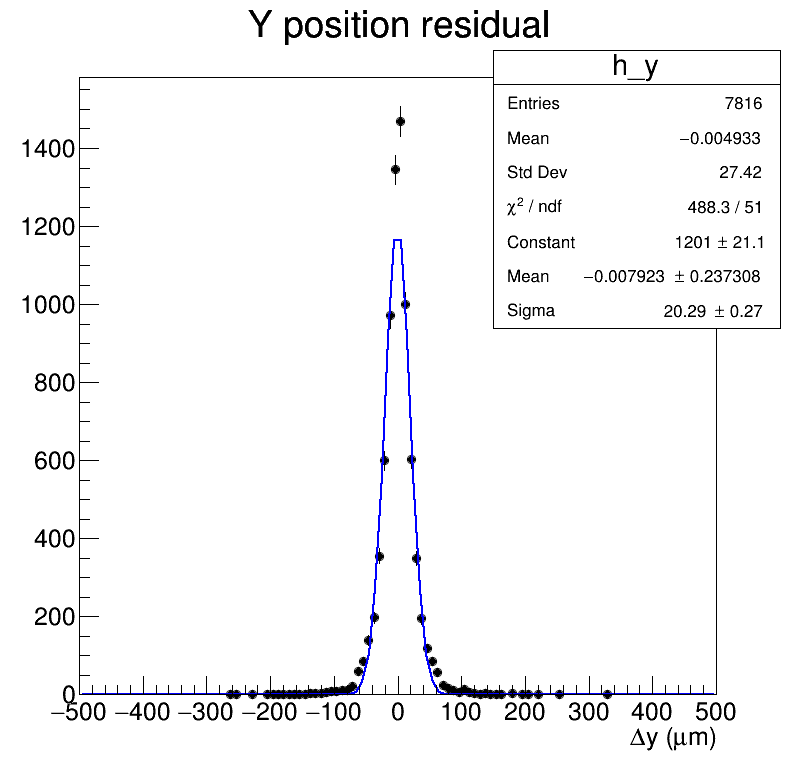 Y position residual
h_y
Entries 7816
Mean −0.004933
Std Dev 27.42
χ² / ndf 488.3 / 51
Constant 1201 ± 21.1
Mean −0.007923 ± 0.237308
Sigma 20.29 ± 0.27
1400
1200
1000
800
600
400
200
0
−500 −400 −300 −200 −100 0 100 200 300 400 500
Δy (μm)